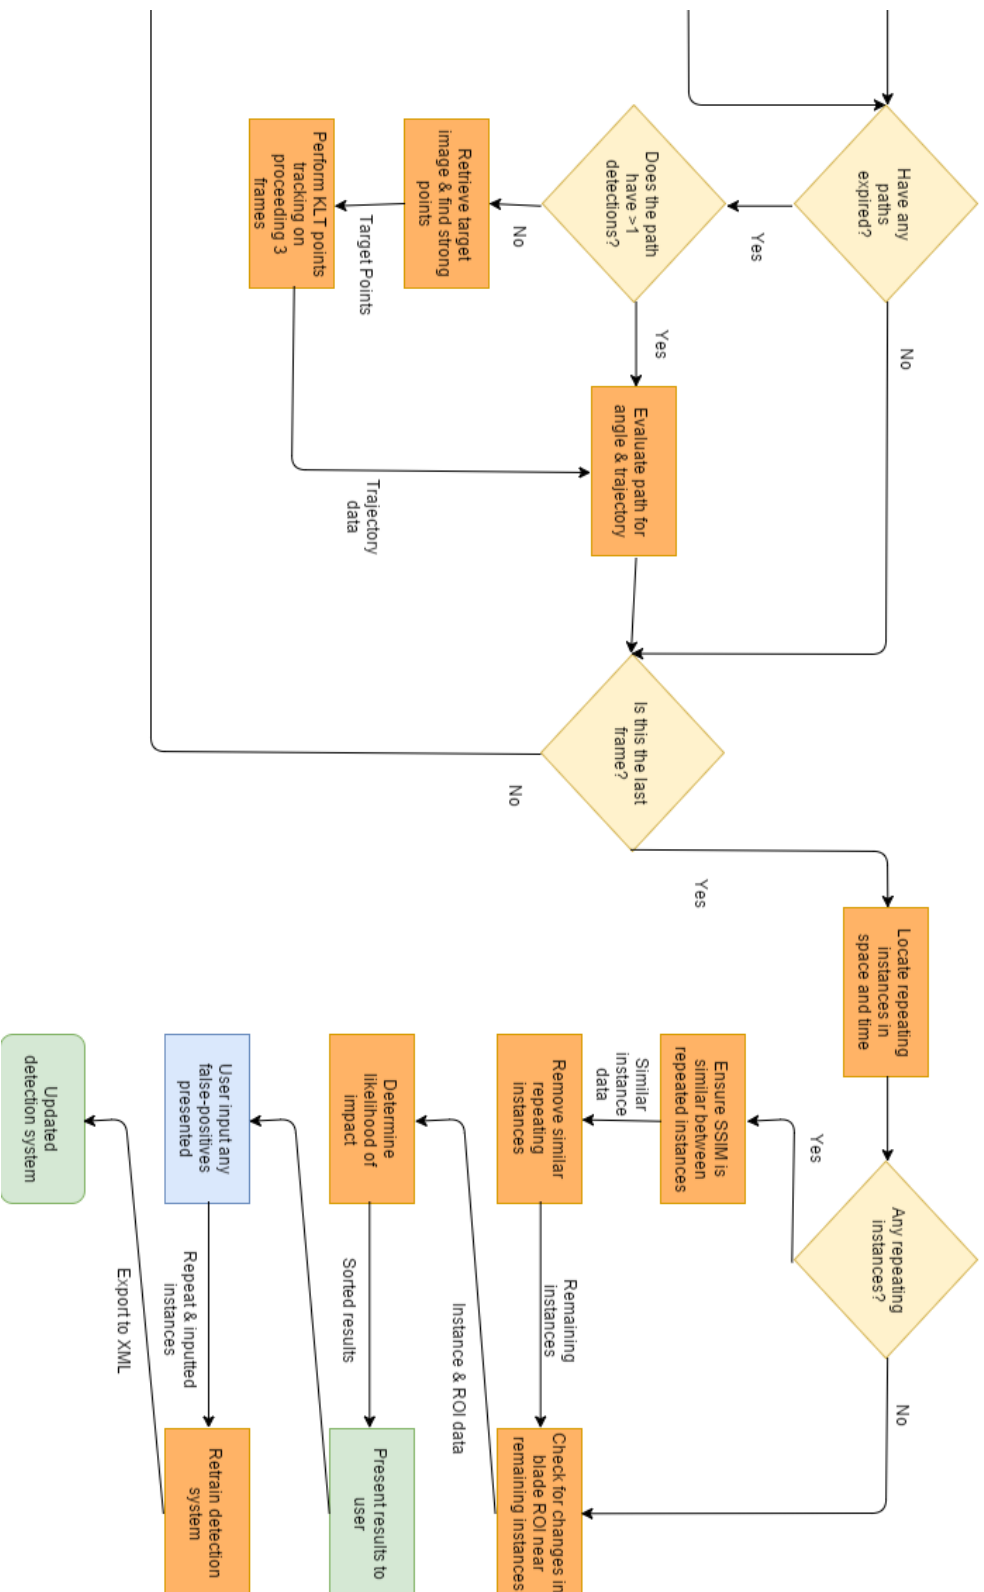 Have any
paths
expired?
No
Yes
Does the path
have >1
detections?
Yes
No
Retrieve target
image & find strong
points
Target Points
Perform KLT points
tracking on
proceeding 3
frames
Trajectory
data
Evaluate path for
angle & trajectory
Is this the last
frame?
No
Yes
Locate repeating
instances in
space and time
Any repeating
instances?
Yes
No
Ensure SSIM is
similar between
repeated instances
Similar
instance
data
Remove similar
repeating
instances
Remaining
instances
Check for changes in
blade ROI near
remaining instances
Instance & ROI data
Determine
likelihood of
impact
Sorted results
Present results to
user
User input any
false-positives
presented
Repeat & inputted
instances
Retrain detection
system
Export to XML
Updated
detection system